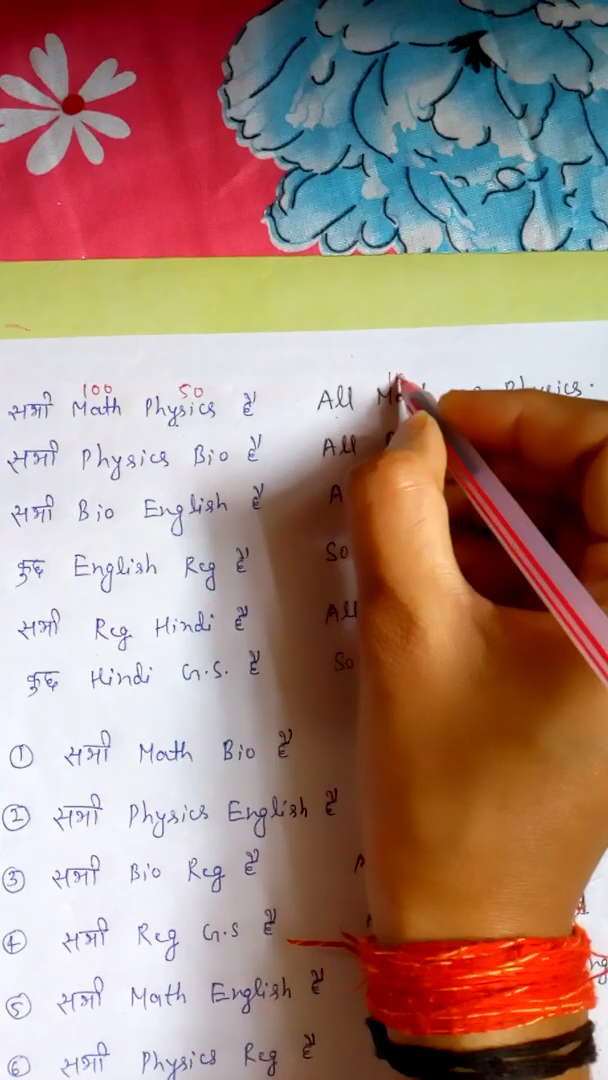 100 50
सभी Math Physics है All Physics.
सभी Physics Bio है All
सभी Bio English है A
कुछ English Reg है So
सभी Reg Hindi है All
कुछ Hindi G.S. है So
① सभी Math Bio है
② सभी Physics English है
③ सभी Bio Reg है
④ सभी Reg G.S है
⑤ सभी Math English है
⑥ सभी Physics Reg है